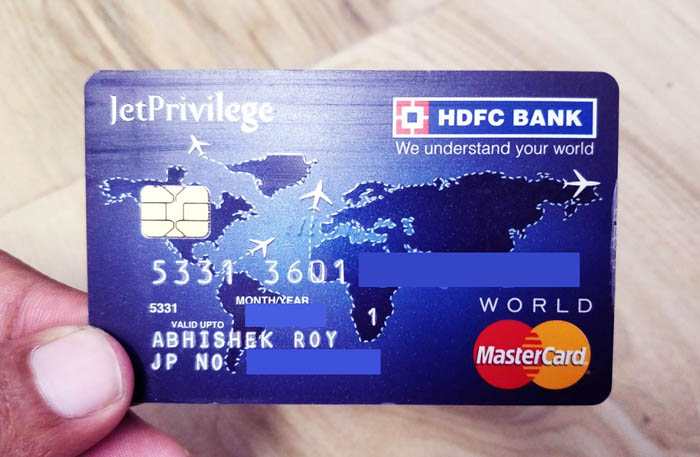 JetPrivilege
HDFC BANK
We understand your world
5331 3601
5331
MONTH/YEAR
VALID UPTO
1
WORLD
ABHISHEK ROY
JP NO
MasterCard